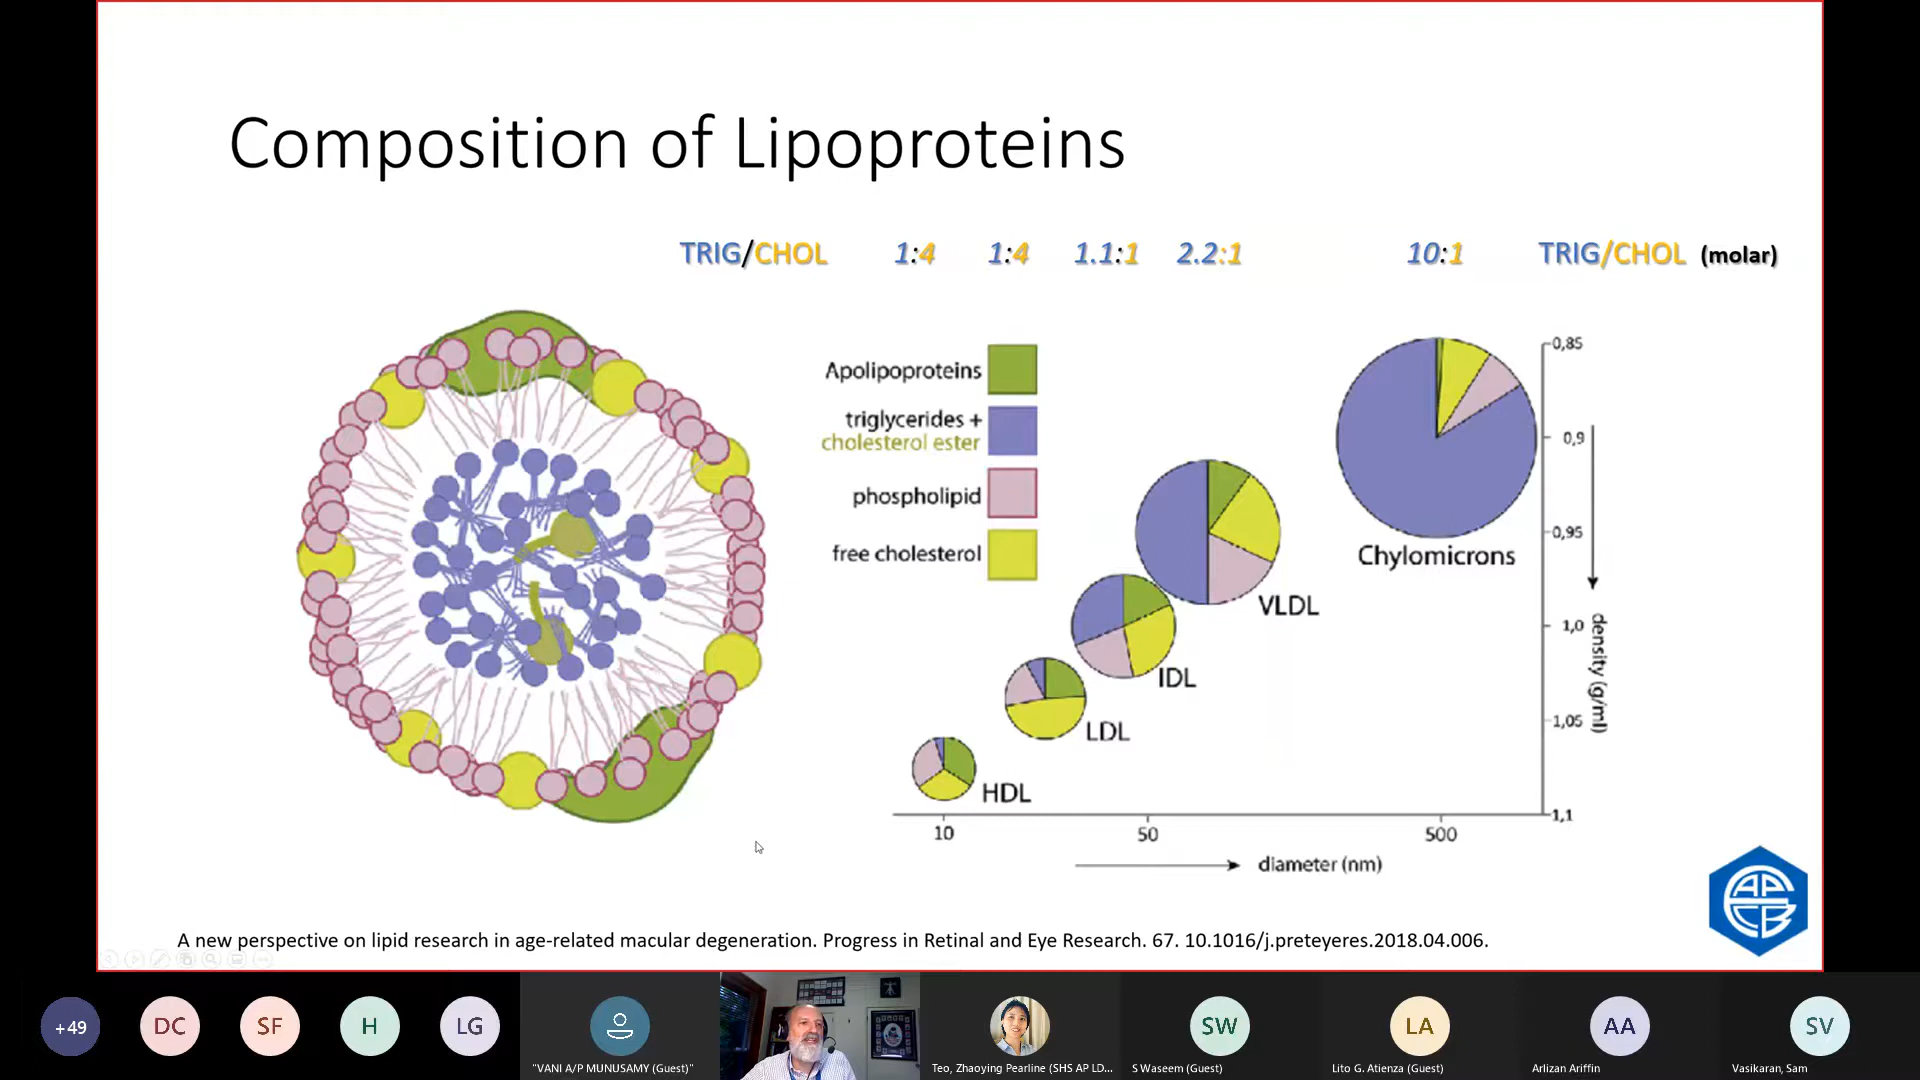 Composition of Lipoproteins
TRIG/CHOL 1:4 1:4 1.1:1 2.2:1 10:1 TRIG/CHOL (molar)
Apolipoproteins
triglycerides +
cholesterol ester
phospholipid
free cholesterol
HDL
LDL
IDL
VLDL
Chylomicrons
0,85
0,9
0,95
1,0
1,05
1,1
density (g/ml)
10 50 500
diameter (nm)
APFCB
A new perspective on lipid research in age-related macular degeneration. Progress in Retinal and Eye Research. 67. 10.1016/j.preteyeres.2018.04.006.
+49 DC SF H LG SW LA AA SV
"VANI A/P MUNUSAMY (Guest)" Teo, Zhaoying Pearline (SHS AP LD... S Waseem (Guest) Lito G. Atienza (Guest) Arlizan Ariffin Vasikaran, Sam